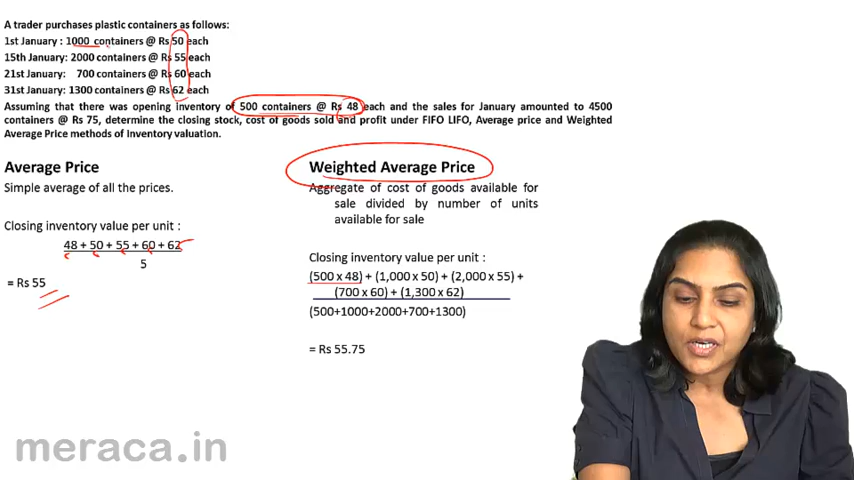 A trader purchases plastic containers as follows:
1st January : 1000 containers @ Rs 50 each
15th January: 2000 containers @ Rs 55 each
21st January: 700 containers @ Rs 60 each
31st January: 1300 containers @ Rs 62 each
Assuming that there was opening inventory of 500 containers @ Rs 48 each and the sales for January amounted to 4500
containers @ Rs 75, determine the closing stock, cost of goods sold and profit under FIFO LIFO, Average price and Weighted
Average Price methods of Inventory valuation.
Average Price
Simple average of all the prices.
Closing inventory value per unit :
48 + 50 + 55 + 60 + 62
5
= Rs 55
Weighted Average Price
Aggregate of cost of goods available for
sale divided by number of units
available for sale
Closing inventory value per unit :
(500 x 48) + (1,000 x 50) + (2,000 x 55) +
(700 x 60) + (1,300 x 62)
(500+1000+2000+700+1300)
= Rs 55.75
meraca.in